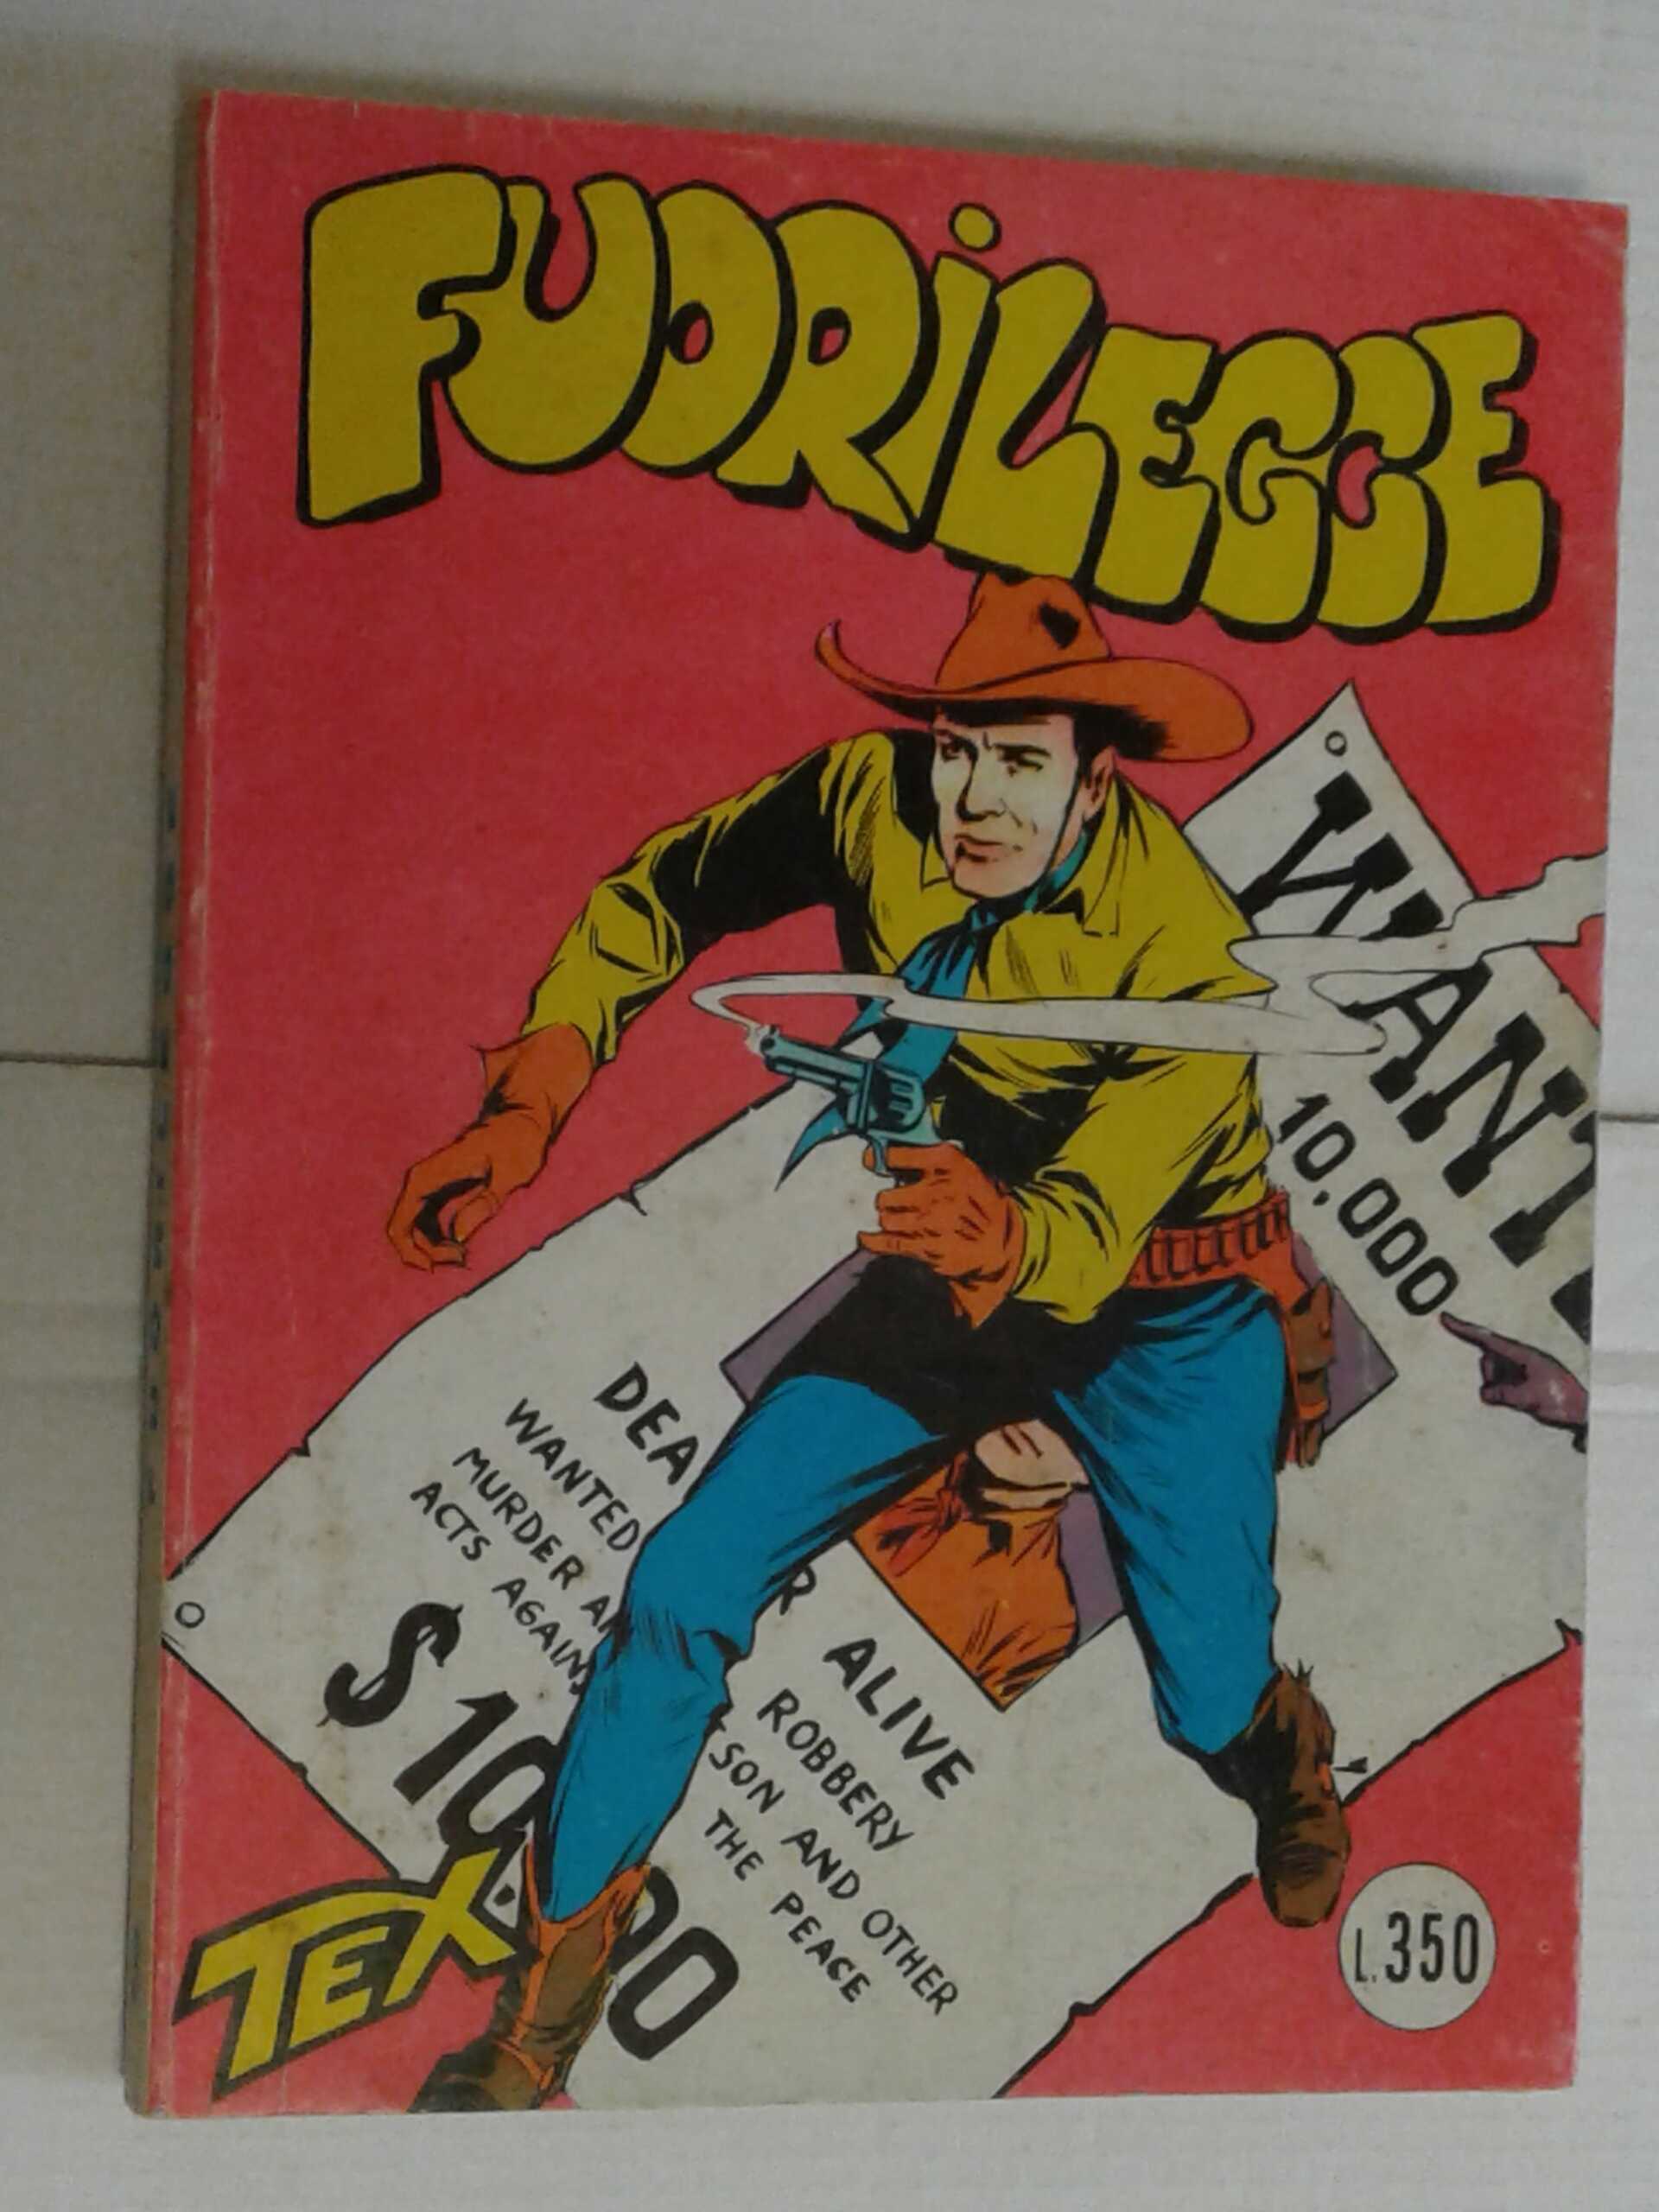 FUORILEGGE
WANT
10,000
DEA R ALIVE
WANTED ROBBERY
MURDER A SON AND OTHER
ACTS AGAINS THE PEACE
$ 10 00
TEX
L.350